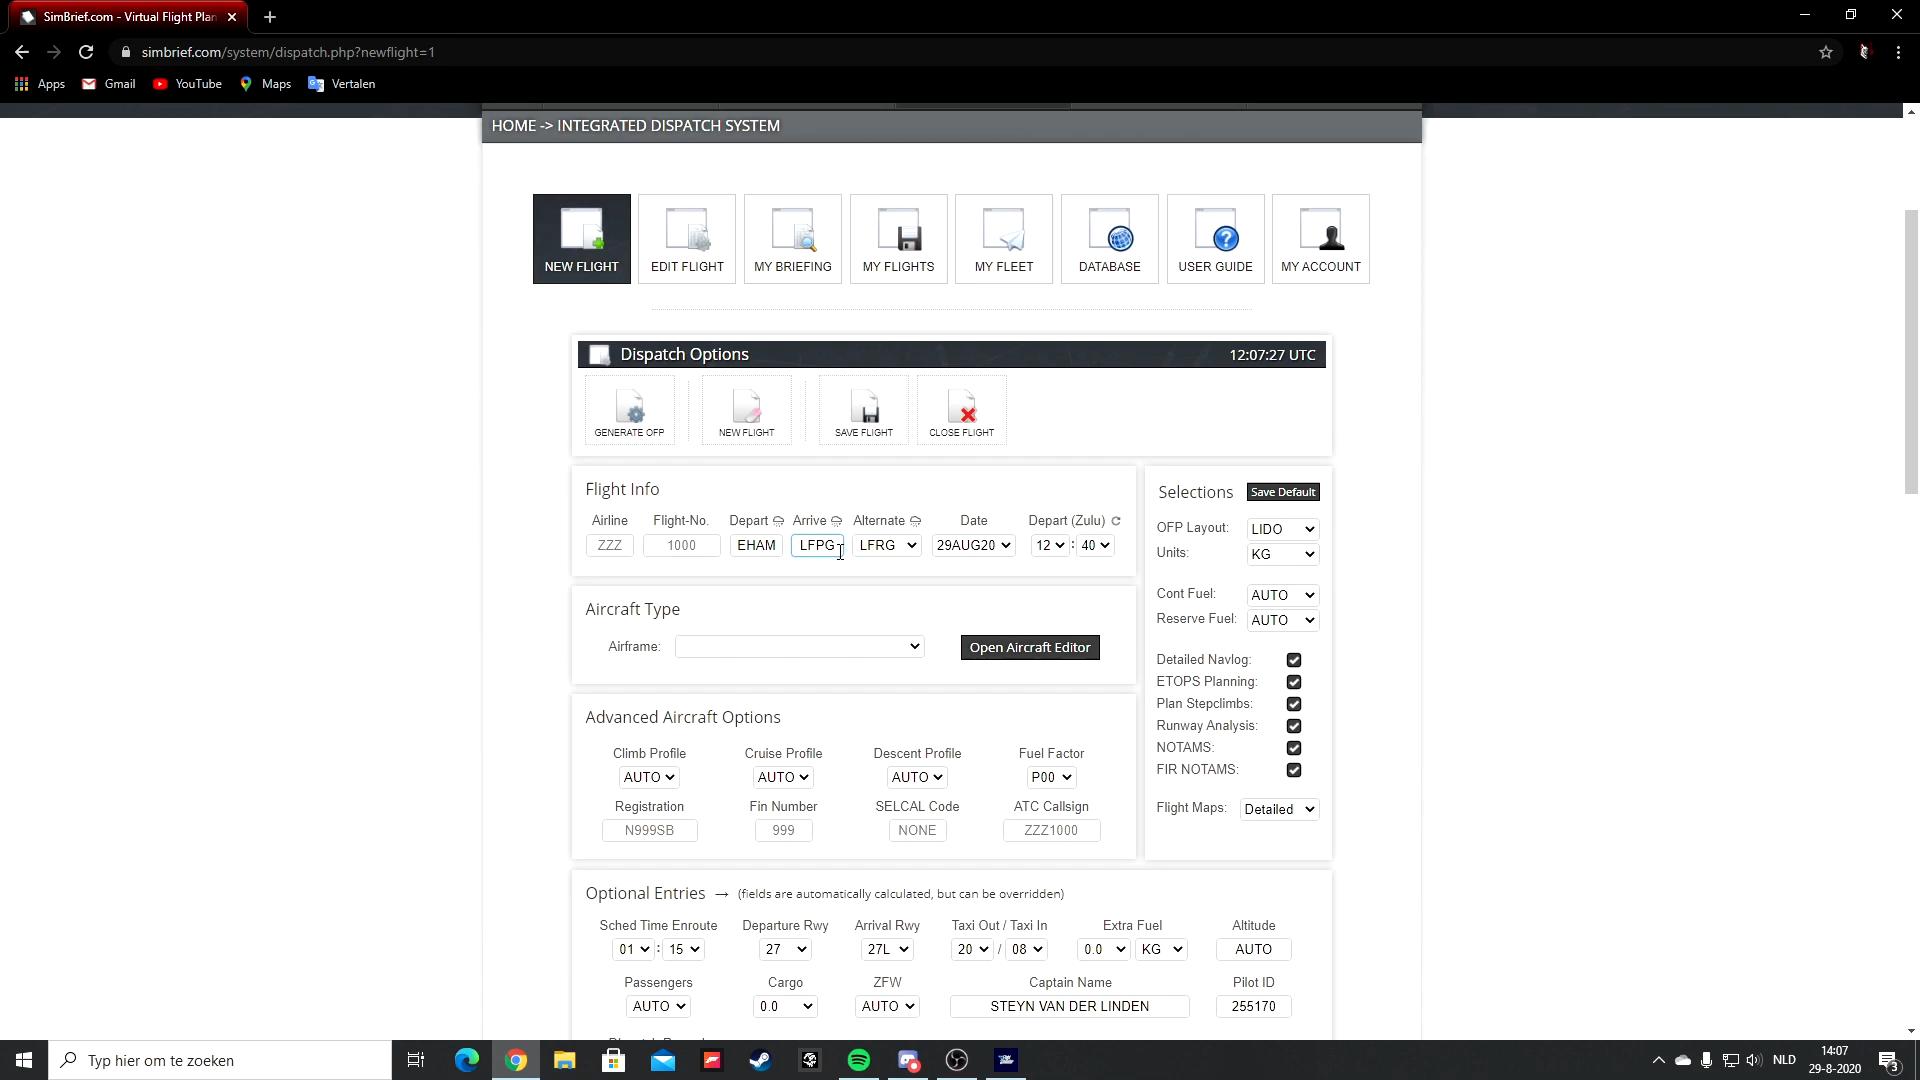 SimBrief.com - Virtual Flight Plan
simbrief.com/system/dispatch.php?newflight=1
Apps Gmail YouTube Maps Vertalen
HOME -> INTEGRATED DISPATCH SYSTEM
NEW FLIGHT EDIT FLIGHT MY BRIEFING MY FLIGHTS MY FLEET DATABASE USER GUIDE MY ACCOUNT
Dispatch Options 12:07:27 UTC
GENERATE OFP NEW FLIGHT SAVE FLIGHT CLOSE FLIGHT
Flight Info
Airline Flight-No. Depart Arrive Alternate Date Depart (Zulu)
ZZZ 1000 EHAM LFPG LFRG 29AUG20 12 : 40
Selections Save Default
OFP Layout: LIDO
Units: KG
Cont Fuel: AUTO
Reserve Fuel: AUTO
Detailed Navlog:
ETOPS Planning:
Plan Stepclimbs:
Runway Analysis:
NOTAMS:
FIR NOTAMS:
Flight Maps: Detailed
Aircraft Type
Airframe: Open Aircraft Editor
Advanced Aircraft Options
Climb Profile Cruise Profile Descent Profile Fuel Factor
AUTO AUTO AUTO P00
Registration Fin Number SELCAL Code ATC Callsign
N999SB 999 NONE ZZZ1000
Optional Entries → (fields are automatically calculated, but can be overridden)
Sched Time Enroute Departure Rwy Arrival Rwy Taxi Out / Taxi In Extra Fuel Altitude
01 : 15 27 27L 20 / 08 0.0 KG AUTO
Passengers Cargo ZFW Captain Name Pilot ID
AUTO 0.0 AUTO STEYN VAN DER LINDEN 255170
Typ hier om te zoeken
NLD 14:07
29-8-2020 3